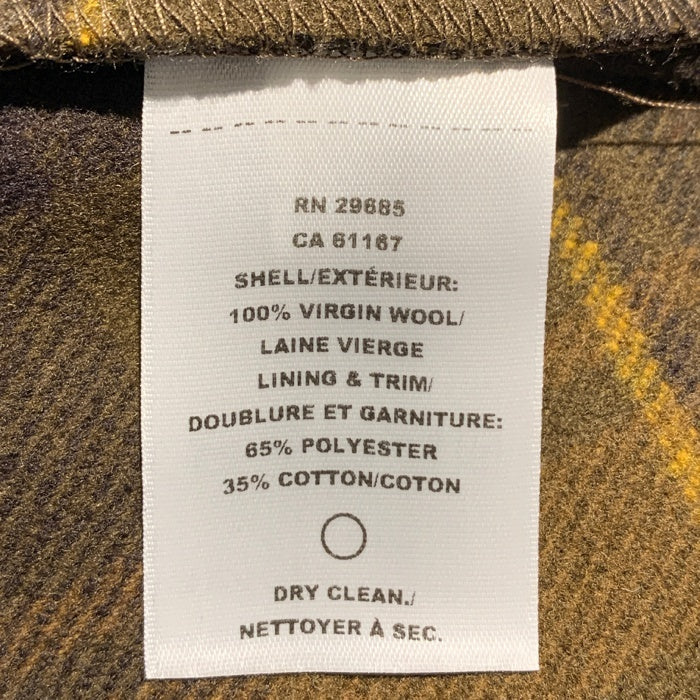 RN 29685
CA 61167
SHELL/EXTÉRIEUR:
100% VIRGIN WOOL/
LAINE VIERGE
LINING & TRIM/
DOUBLURE ET GARNITURE:
65% POLYESTER
35% COTTON/COTON
DRY CLEAN./
NETTOYER À SEC.